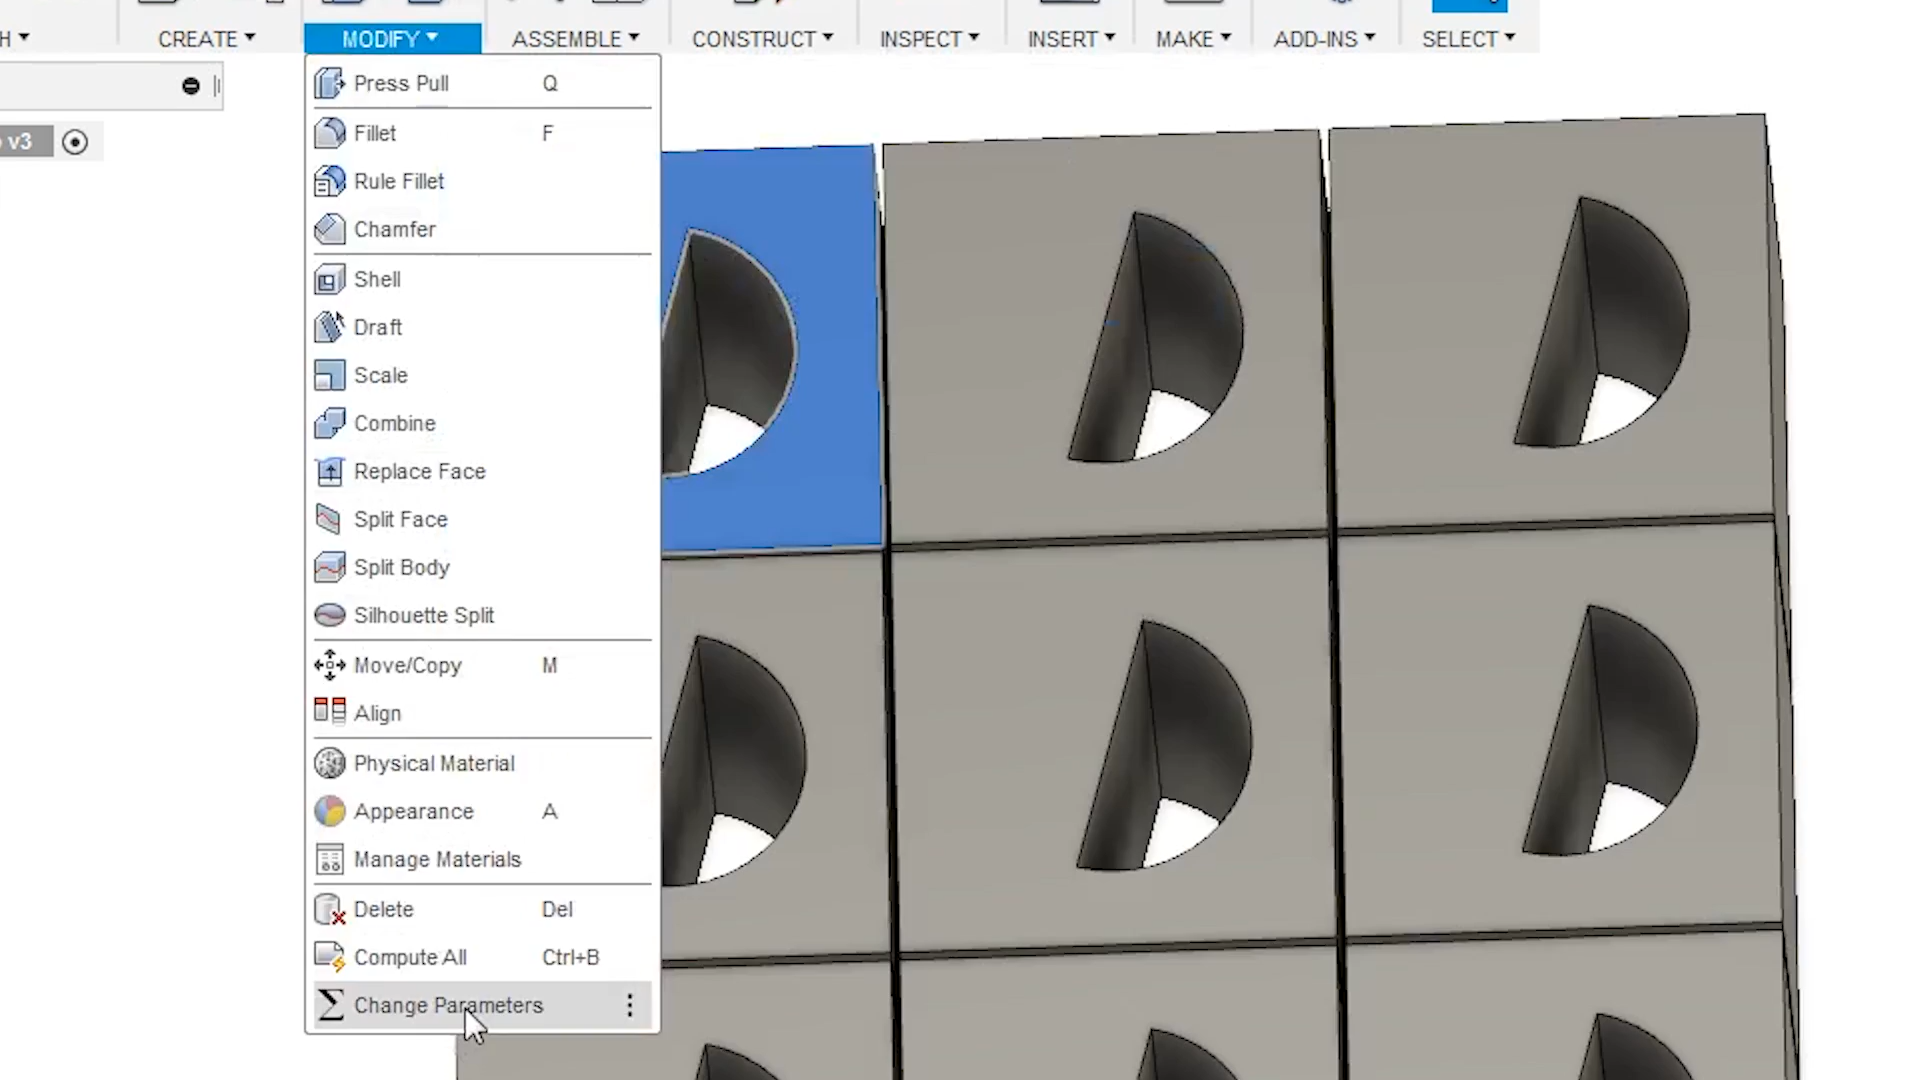 H CREATE MODIFY ASSEMBLE CONSTRUCT INSPECT INSERT MAKE ADD-INS SELECT
v3
Press Pull Q
Fillet F
Rule Fillet
Chamfer
Shell
Draft
Scale
Combine
Replace Face
Split Face
Split Body
Silhouette Split
Move/Copy M
Align
Physical Material
Appearance A
Manage Materials
Delete Del
Compute All Ctrl+B
Change Parameters